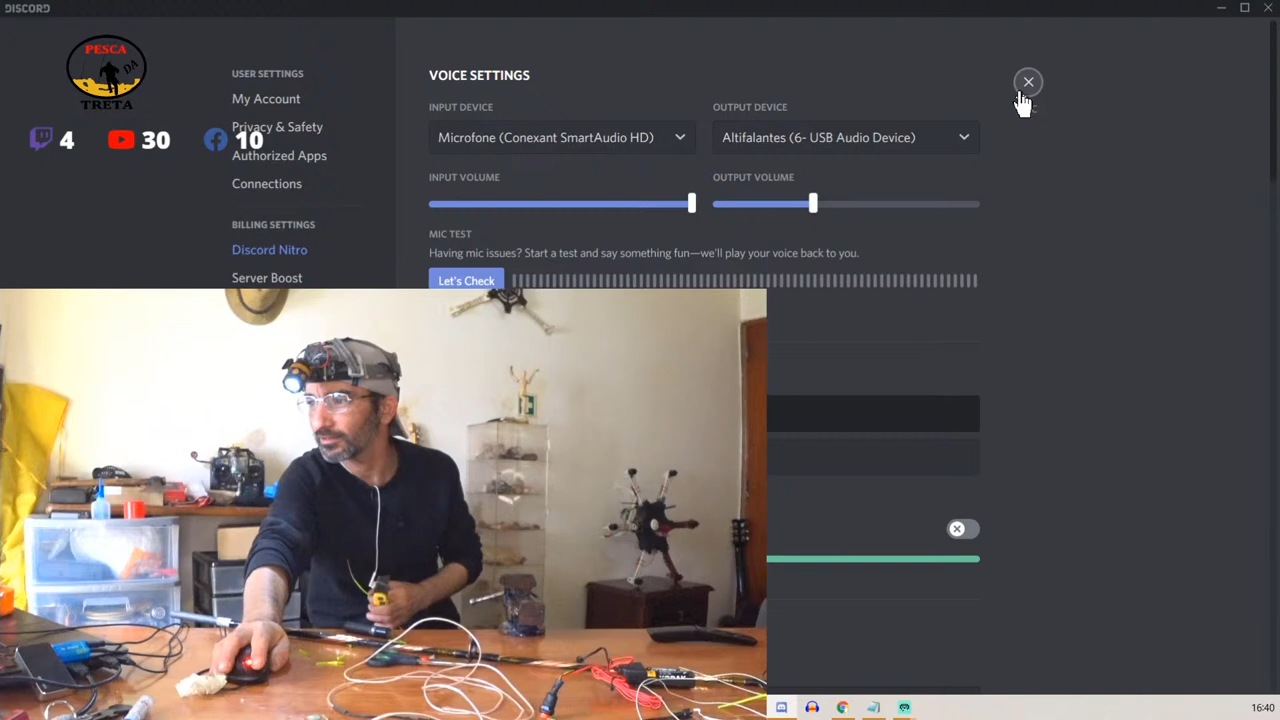 DISCORD
PESCA
DA
TRETA
4
30
10
USER SETTINGS
My Account
Privacy & Safety
Authorized Apps
Connections
BILLING SETTINGS
Discord Nitro
Server Boost
VOICE SETTINGS
INPUT DEVICE
Microfone (Conexant SmartAudio HD)
OUTPUT DEVICE
Altifalantes (6- USB Audio Device)
INPUT VOLUME
OUTPUT VOLUME
MIC TEST
Having mic issues? Start a test and say something fun—we'll play your voice back to you.
Let's Check
16:40